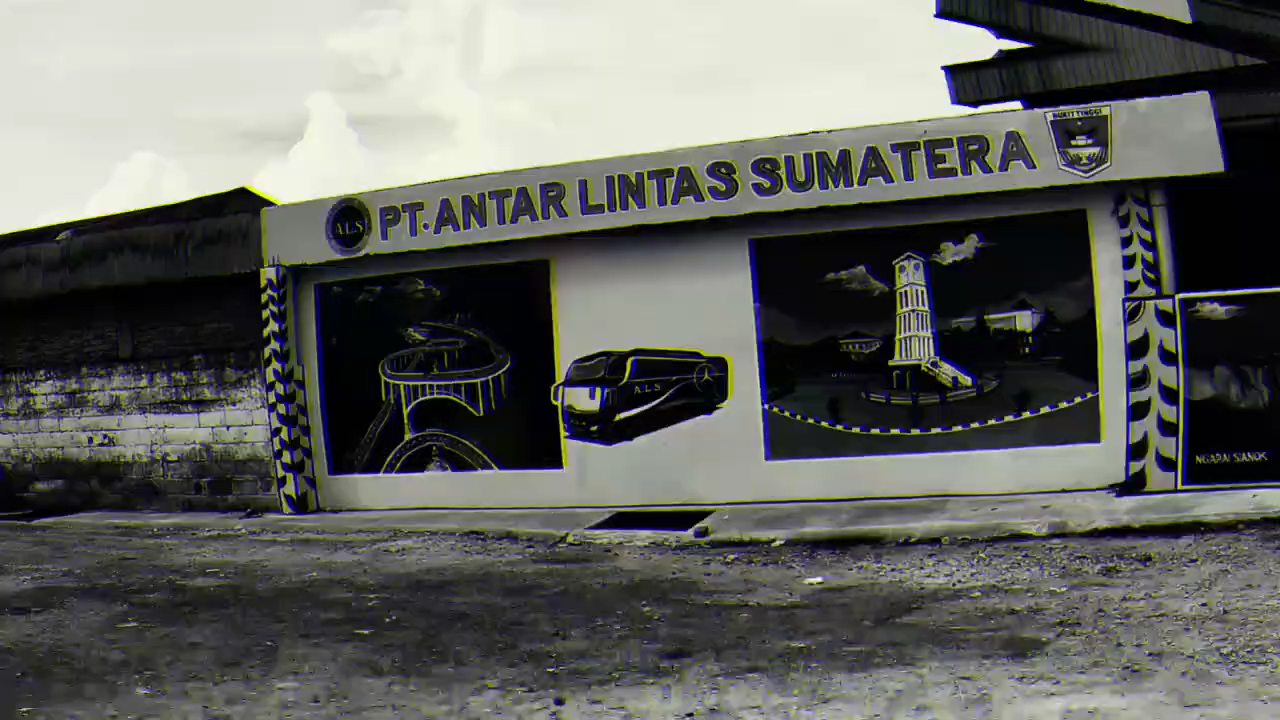 A.L.S
PT. ANTAR LINTAS SUMATERA
BUKITTINGGI
A.L.S
NGARAI SIANOK